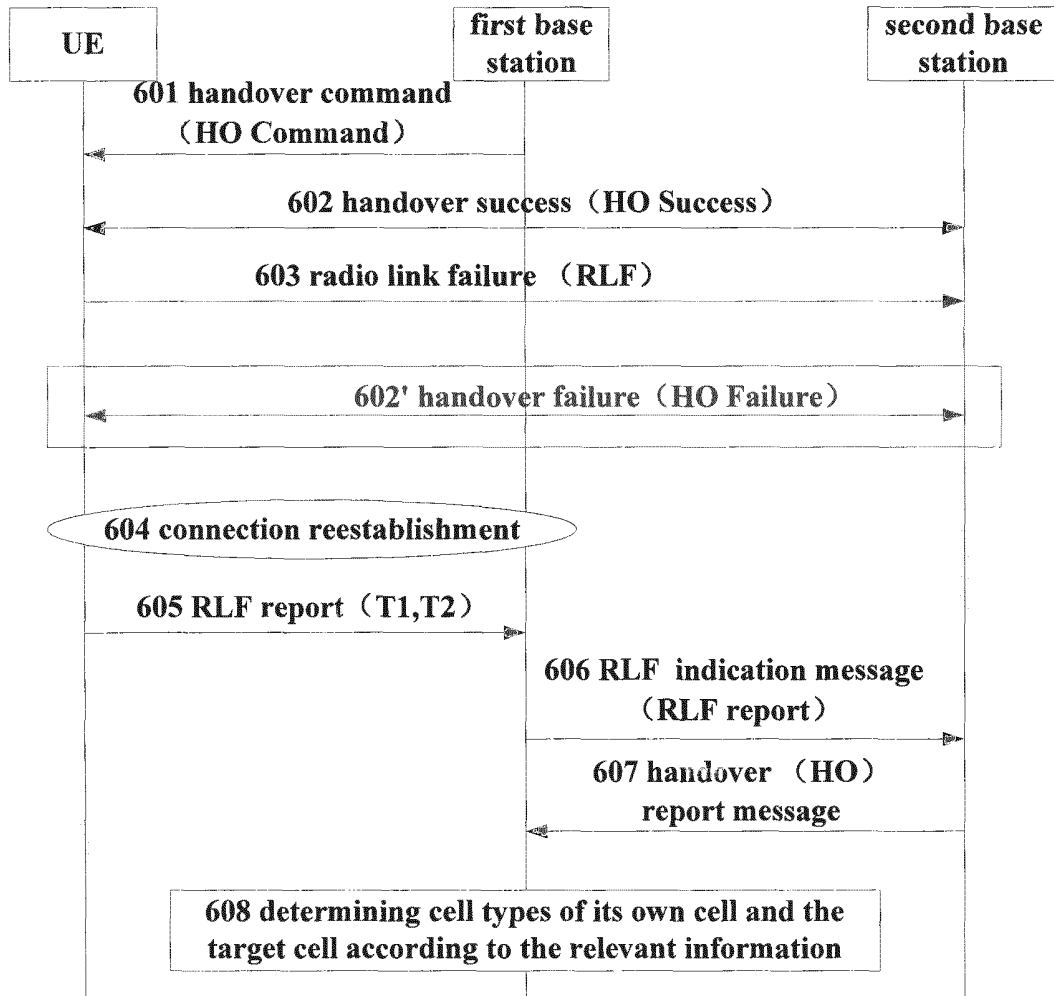 UE
first base
station
second base
station
601 handover command
（HO Command）
602 handover success（HO Success）
603 radio link failure （RLF）
602' handover failure（HO Failure）
604 connection reestablishment
605 RLF report（T1,T2）
606 RLF indication message
（RLF report）
607 handover （HO）
report message
608 determining cell types of its own cell and the
target cell according to the relevant information